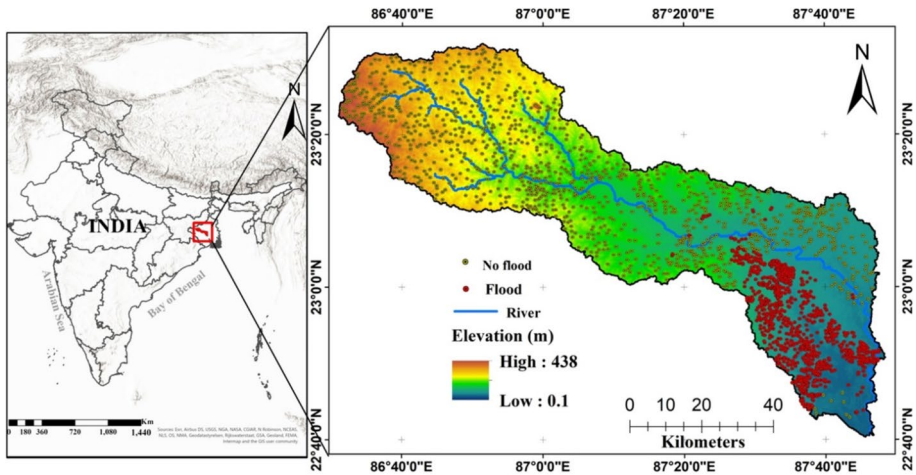 N
INDIA
Arabian Sea
Bay of Bengal
Km
0 180 360 720 1,080 1,440
86°40'0"E 87°0'0"E 87°20'0"E 87°40'0"E
N
23°20'0"N 23°20'0"N
23°0'0"N 23°0'0"N
22°40'0"N 22°40'0"N
No flood
Flood
River
Elevation (m)
High : 438
Low : 0.1
0 10 20 40
Kilometers
86°40'0"E 87°0'0"E 87°20'0"E 87°40'0"E